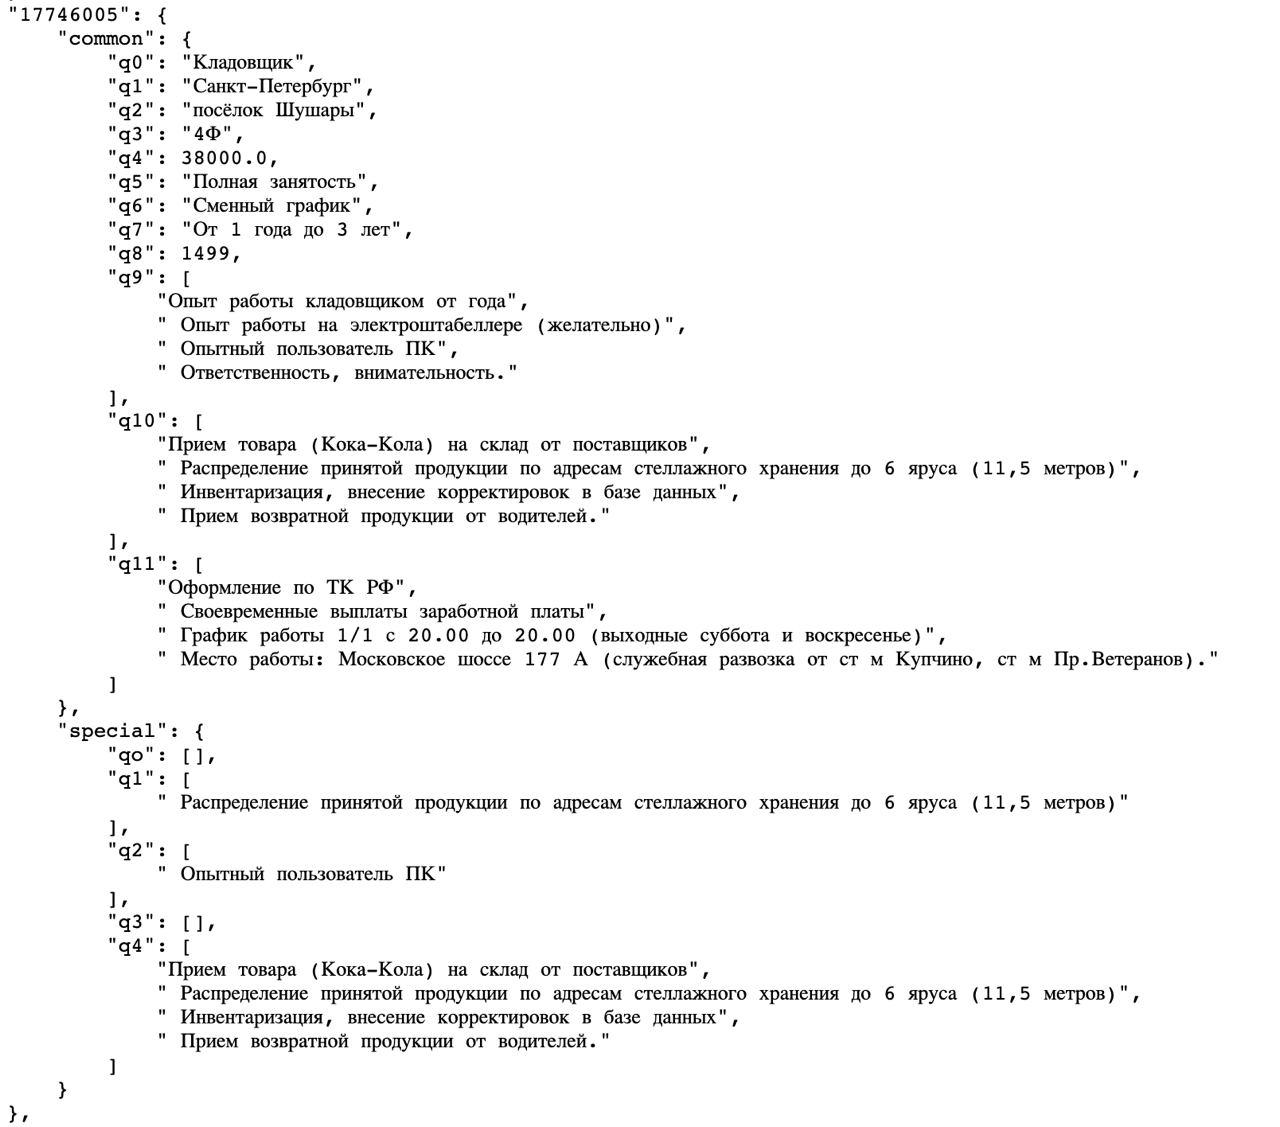 "17746005": {
"common": {
"q0": "Кладовщик",
"q1": "Санкт-Петербург",
"q2": "посёлок Шушары",
"q3": "4Ф",
"q4": 38000.0,
"q5": "Полная занятость",
"q6": "Сменный график",
"q7": "От 1 года до 3 лет",
"q8": 1499,
"q9": [
"Опыт работы кладовщиком от года",
" Опыт работы на электроштабеллере (желательно)",
" Опытный пользователь ПК",
" Ответственность, внимательность."
],
"q10": [
"Прием товара (Кока-Кола) на склад от поставщиков",
" Распределение принятой продукции по адресам стеллажного хранения до 6 яруса (11,5 метров)",
" Инвентаризация, внесение корректировок в базе данных",
" Прием возвратной продукции от водителей."
],
"q11": [
"Оформление по ТК РФ",
" Своевременные выплаты заработной платы",
" График работы 1/1 с 20.00 до 20.00 (выходные суббота и воскресенье)",
" Место работы: Московское шоссе 177 А (служебная развозка от ст м Купчино, ст м Пр.Ветеранов)."
]
},
"special": {
"qo": [],
"q1": [
" Распределение принятой продукции по адресам стеллажного хранения до 6 яруса (11,5 метров)"
],
"q2": [
" Опытный пользователь ПК"
],
"q3": [],
"q4": [
"Прием товара (Кока-Кола) на склад от поставщиков",
" Распределение принятой продукции по адресам стеллажного хранения до 6 яруса (11,5 метров)",
" Инвентаризация, внесение корректировок в базе данных",
" Прием возвратной продукции от водителей."
]
}
},